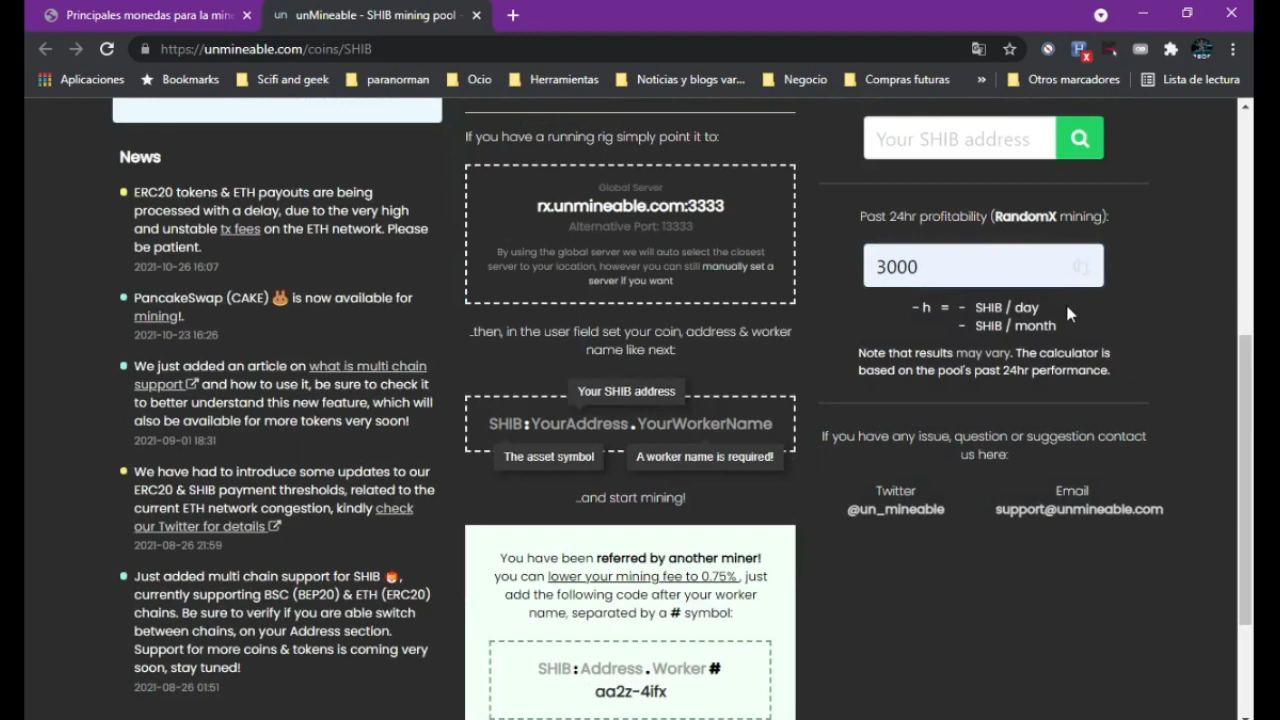 Principales monedas para la mine
unMineable - SHIB mining pool -
https://unmineable.com/coins/SHIB
Aplicaciones
Bookmarks
Scifi and geek
paranorman
Ocio
Herramientas
Noticias y blogs var...
Negocio
Compras futuras
»
Otros marcadores
Lista de lectura
News
ERC20 tokens & ETH payouts are being
processed with a delay, due to the very high
and unstable tx fees on the ETH network. Please
be patient.
2021-10-26 16:07
PancakeSwap (CAKE) 🥞 is now available for
mining!.
2021-10-23 16:26
We just added an article on what is multi chain
support and how to use it, be sure to check it
to better understand this new feature, which will
also be available for more tokens very soon!
2021-09-01 18:31
We have had to introduce some updates to our
ERC20 & SHIB payment thresholds, related to the
current ETH network congestion, kindly check
our Twitter for details
2021-08-26 21:59
Just added multi chain support for SHIB ,
currently supporting BSC (BEP20) & ETH (ERC20)
chains. Be sure to verify if you are able switch
between chains, on your Address section.
Support for more coins & tokens is coming very
soon, stay tuned!
2021-08-26 01:51
If you have a running rig simply point it to:
Global Server
rx.unmineable.com:3333
Alternative Port: 13333
By using the global server we will auto select the closest
server to your location, however you can still manually set a
server if you want
..then, in the user field set your coin, address & worker
name like next:
Your SHIB address
SHIB:YourAddress.YourWorkerName
The asset symbol
A worker name is required!
..and start mining!
You have been referred by another miner!
you can lower your mining fee to 0.75% , just
add the following code after your worker
name, separated by a # symbol:
SHIB:Address.Worker#
aa2z-4ifx
Your SHIB address
Past 24hr profitability (RandomX mining):
3000
- h = - SHIB / day
- SHIB / month
Note that results may vary. The calculator is
based on the pool's past 24hr performance.
If you have any issue, question or suggestion contact
us here:
Twitter
@un_mineable
Email
support@unmineable.com